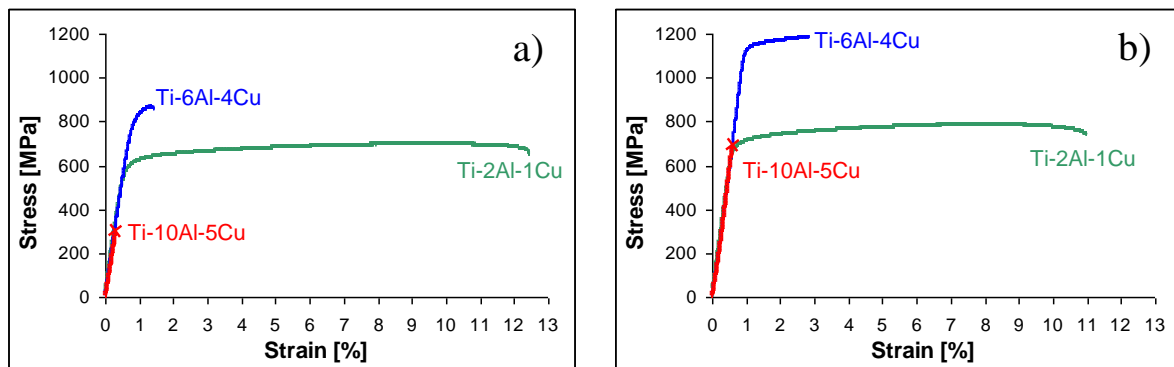 a)
Stress [MPa]
1200
1000
800
600
400
200
0
Ti-6Al-4Cu
Ti-2Al-1Cu
Ti-10Al-5Cu
0 1 2 3 4 5 6 7 8 9 10 11 12 13
Strain [%]
b)
Stress [MPa]
1200
1000
800
600
400
200
0
Ti-6Al-4Cu
Ti-2Al-1Cu
Ti-10Al-5Cu
0 1 2 3 4 5 6 7 8 9 10 11 12 13
Strain [%]